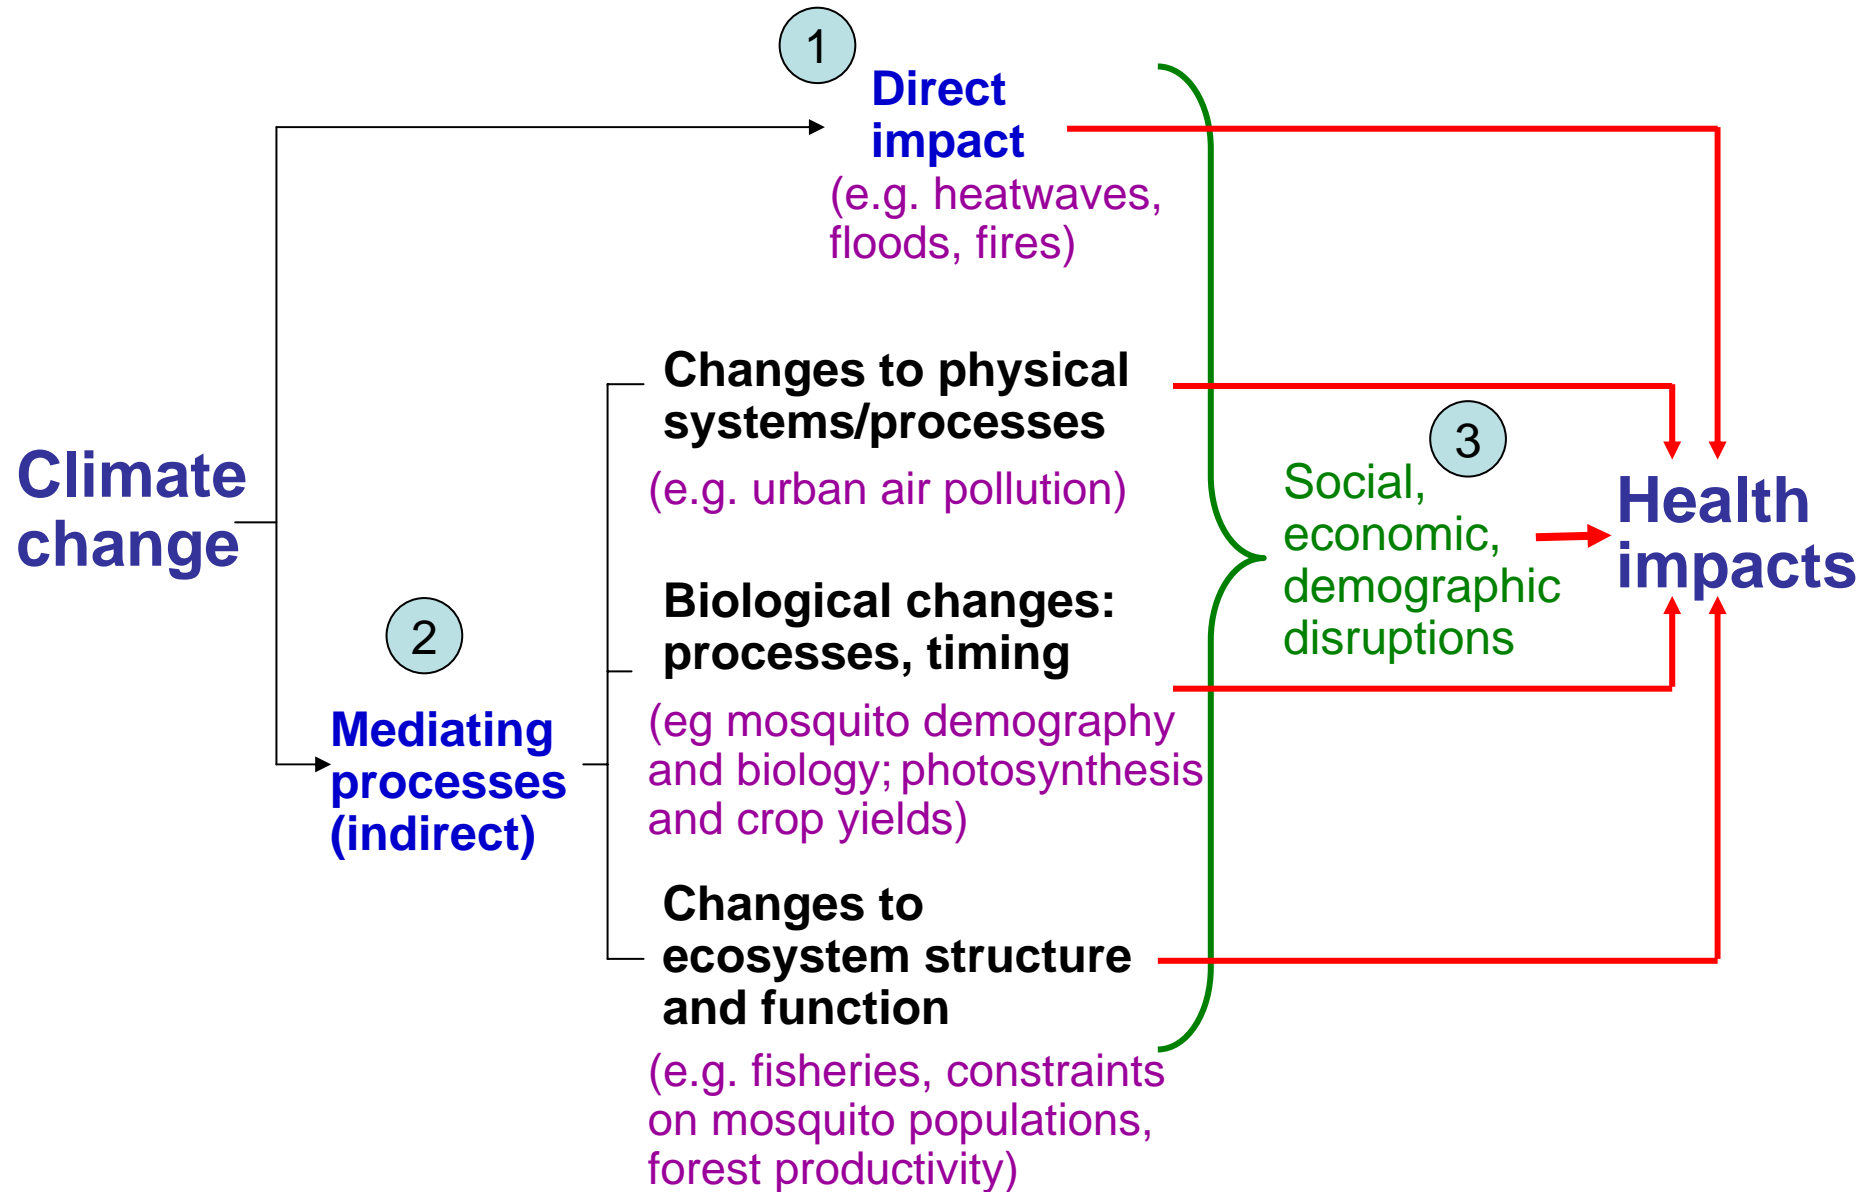 1
Direct
impact
(e.g. heatwaves,
floods, fires)
Climate
change
2
Mediating
processes
(indirect)
Changes to physical
systems/processes
(e.g. urban air pollution)
Biological changes:
processes, timing
(eg mosquito demography
and biology; photosynthesis
and crop yields)
Changes to
ecosystem structure
and function
(e.g. fisheries, constraints
on mosquito populations,
forest productivity)
3
Social,
economic,
demographic
disruptions
Health
impacts